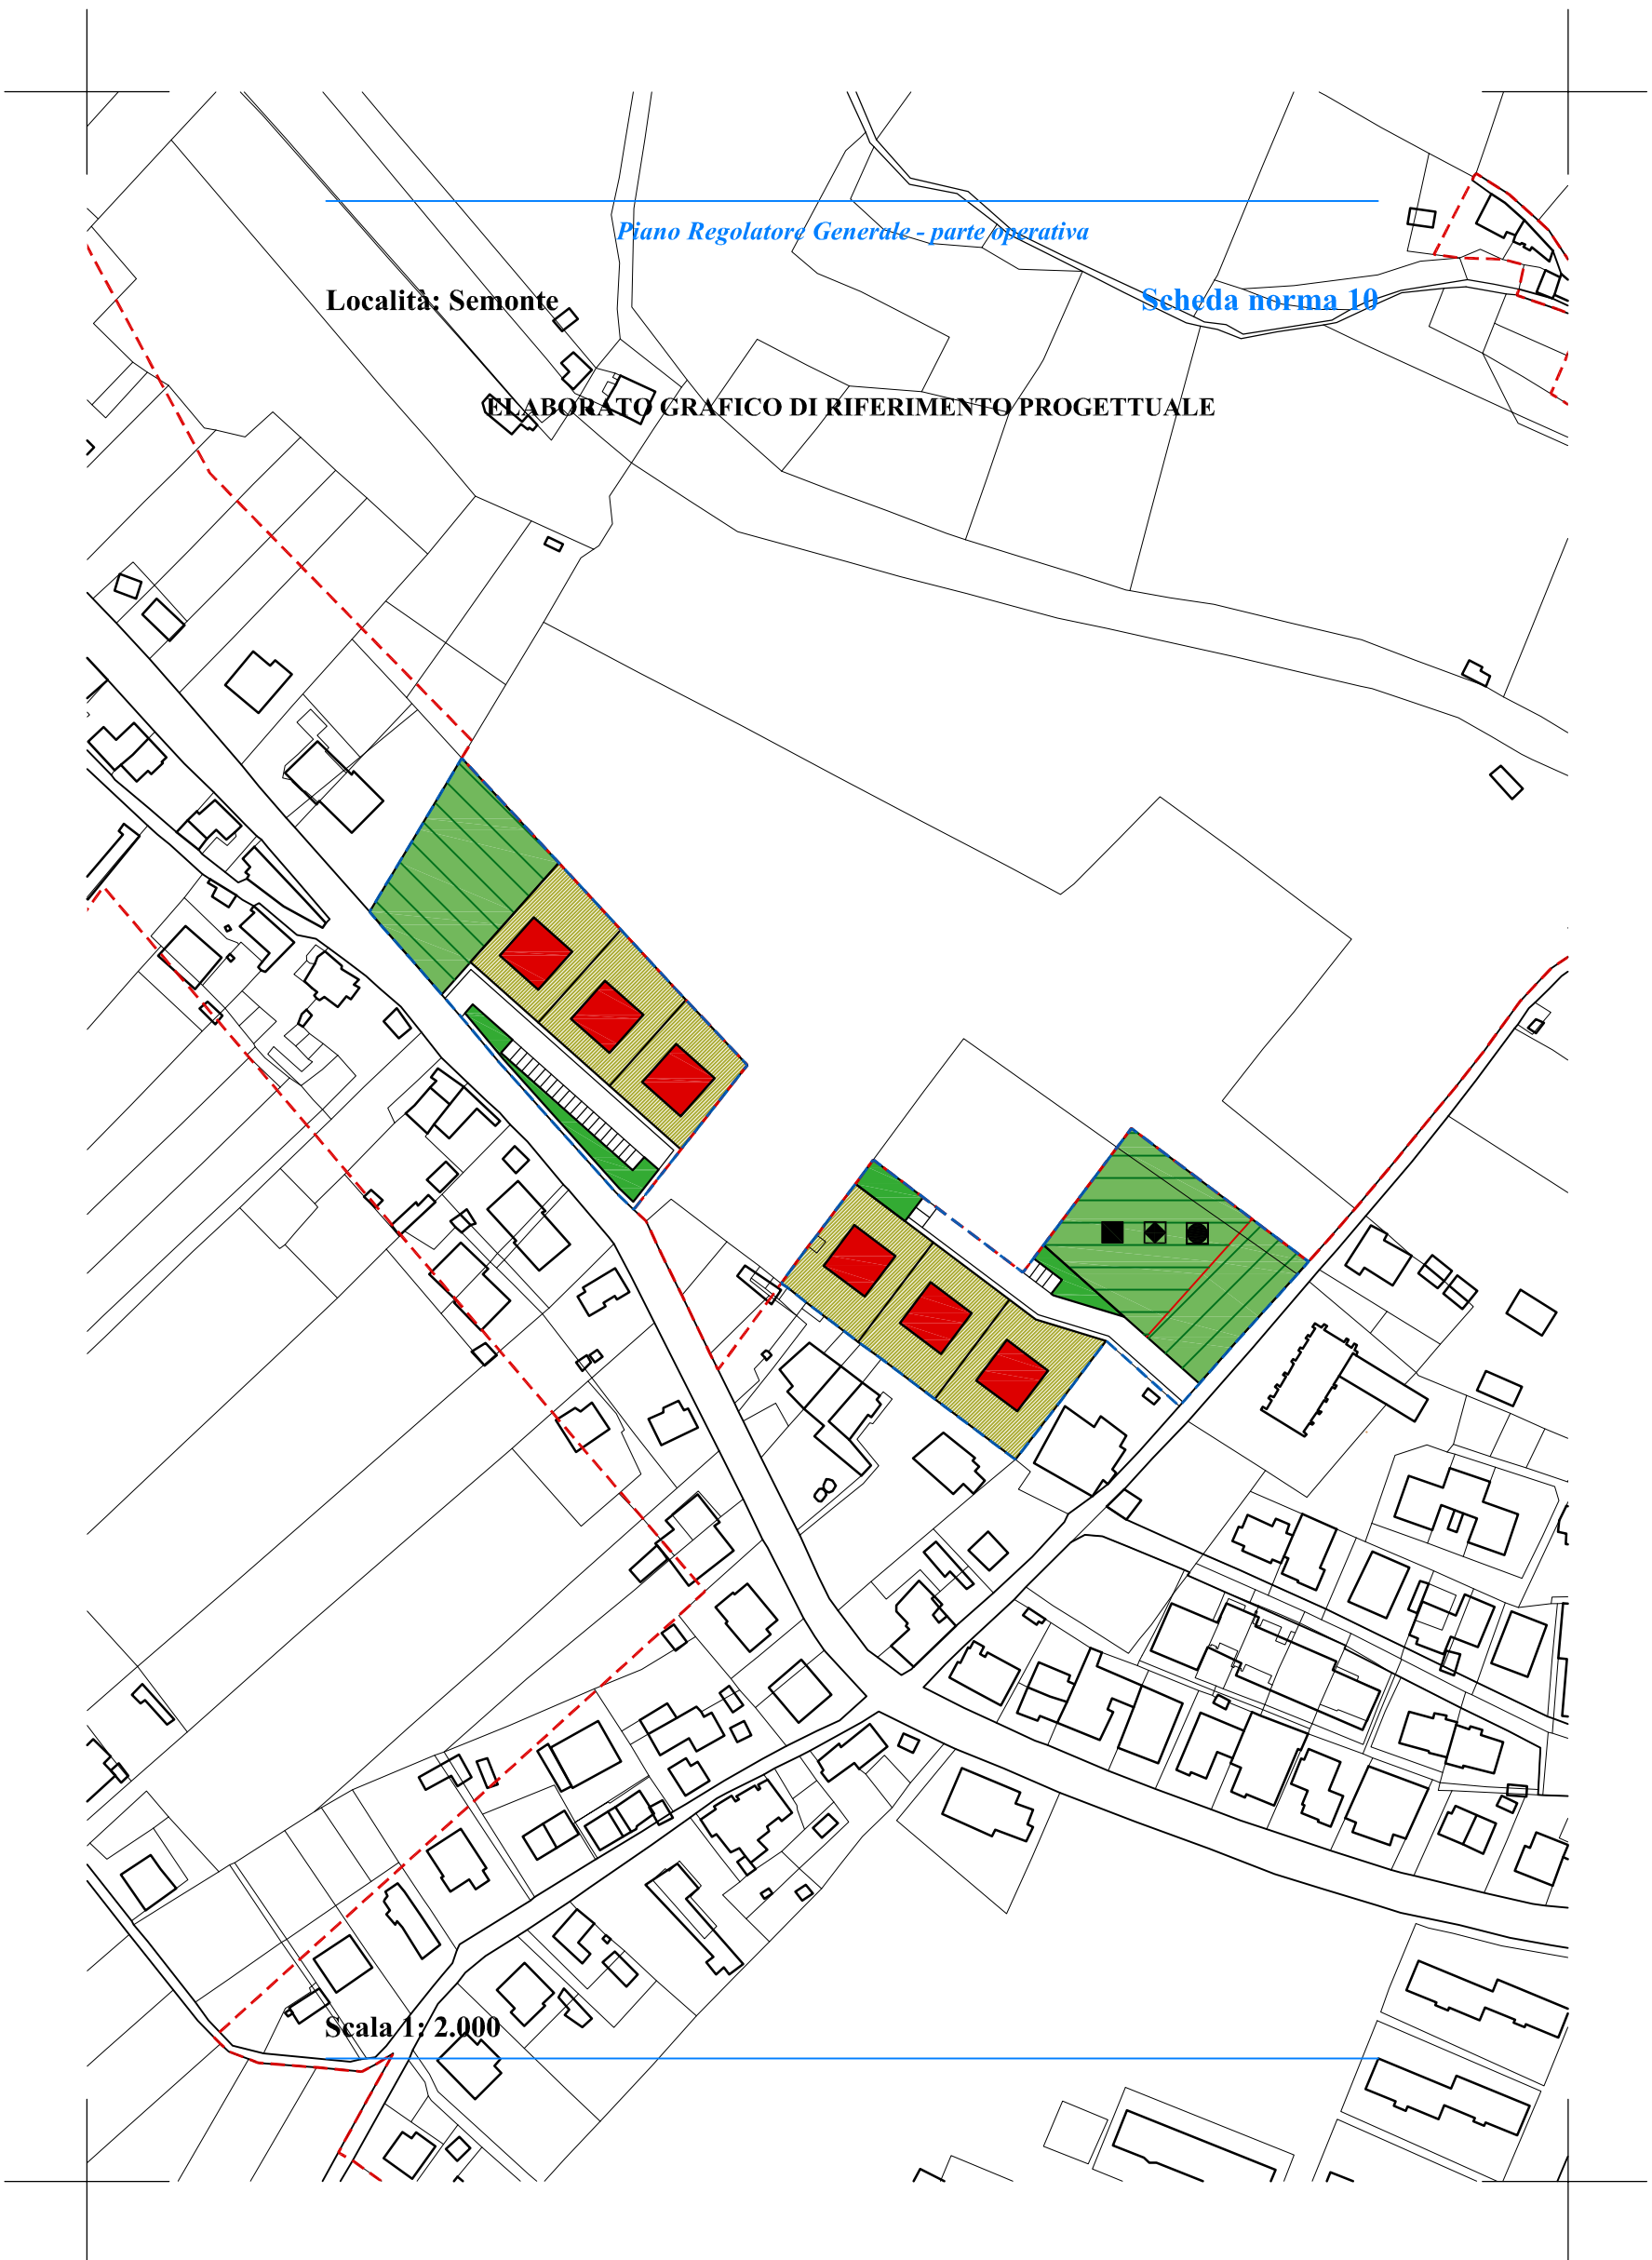 Piano Regolatore Generale - parte operativa
Località: Semonte
Scheda norma 10
ELABORATO GRAFICO DI RIFERIMENTO PROGETTUALE
Scala 1: 2.000